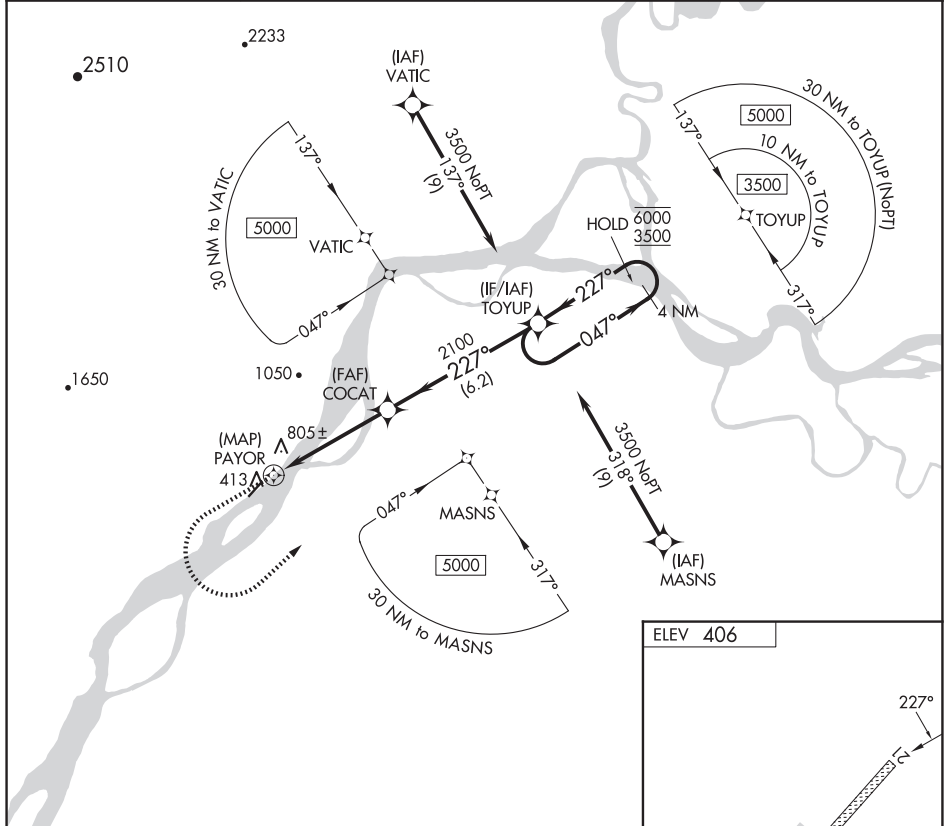 2233
2510
(IAF)
VATIC
3500 NoPT
137°
(9)
137°
30 NM to VATIC
5000
VATIC
047°
30 NM to TOYUP (NoPT)
5000
137°
10 NM to TOYUP
3500
TOYUP
317°
HOLD
6000
3500
(IF/IAF)
TOYUP
227°
047°
4 NM
2100
227°
(6.2)
1650
1050
(FAF)
COCAT
(MAP)
PAYOR
805±
413
047°
MASNS
5000
317°
30 NM to MASNS
3500 NoPT
318°
(9)
(IAF)
MASNS
ELEV 406
227°
21